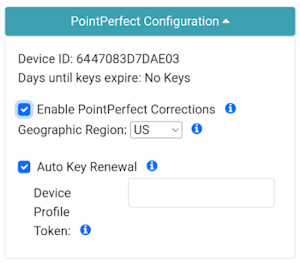 PointPerfect Configuration
Device ID: 6447083D7DAE03
Days until keys expire: No Keys
Enable PointPerfect Corrections
Geographic Region: US
Auto Key Renewal
Device
Profile
Token: